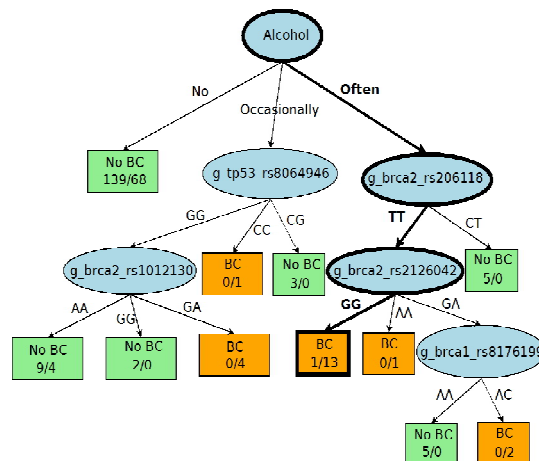 Alcohol
No
Occasionally
Often
No BC
139/68
g_tp53_rs8064946
g_brca2_rs206118
GG
CC
CG
TT
CT
g_brca2_rs1012130
BC
0/1
No BC
3/0
g_brca2_rs2126042
No BC
5/0
AA
GG
GA
GG
AA
GA
No BC
9/4
No BC
2/0
BC
0/4
BC
1/13
BC
0/1
g_brca1_rs8176199
AA
AC
No BC
5/0
BC
0/2